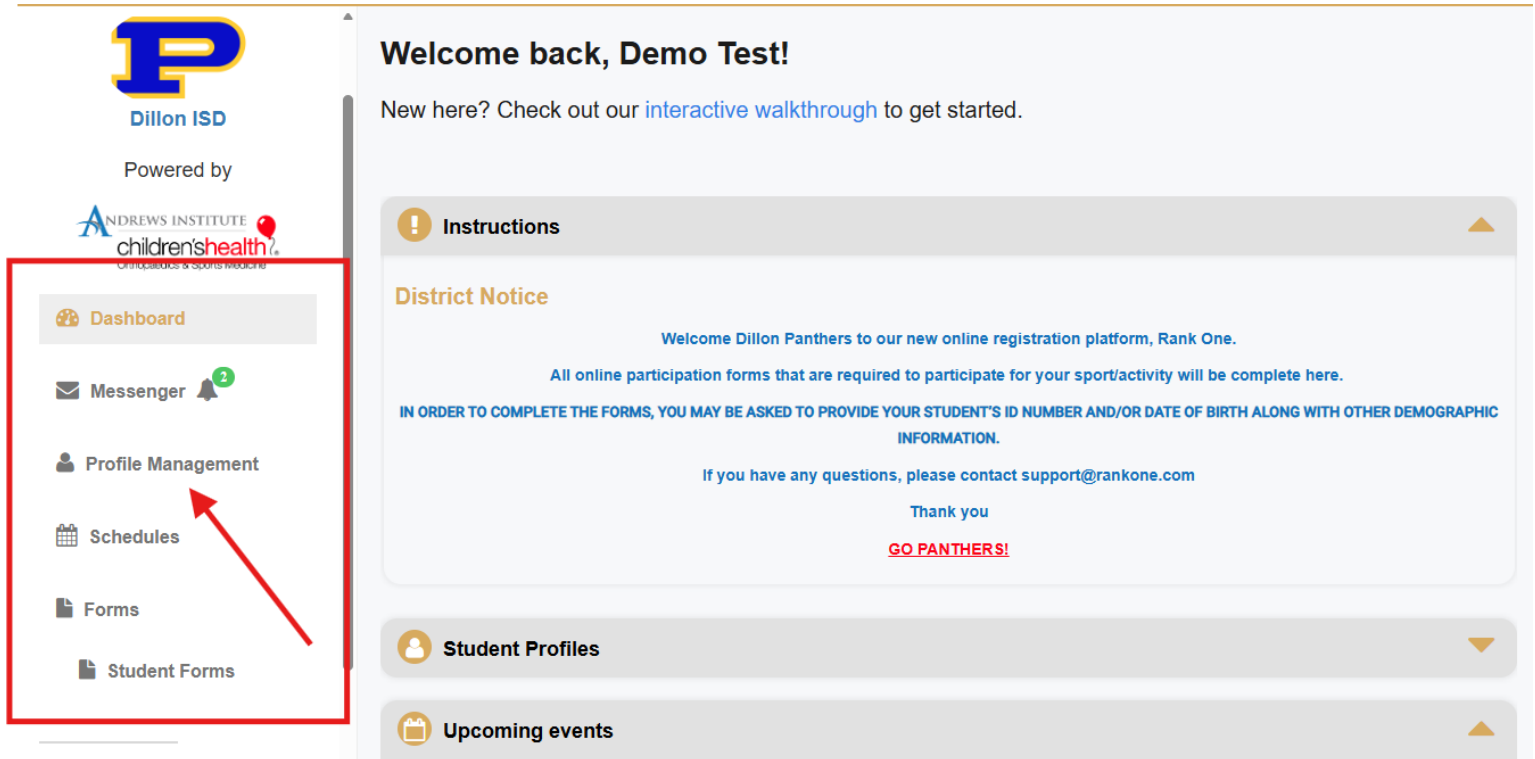 P
Dillon ISD
Powered by
ANDREWS INSTITUTE
children'shealth?
Orthopaedics & Sports Medicine
Dashboard
Messenger 2
Profile Management
Schedules
Forms
Student Forms
Welcome back, Demo Test!
New here? Check out our interactive walkthrough to get started.
! Instructions
District Notice
Welcome Dillon Panthers to our new online registration platform, Rank One.
All online participation forms that are required to participate for your sport/activity will be complete here.
IN ORDER TO COMPLETE THE FORMS, YOU MAY BE ASKED TO PROVIDE YOUR STUDENT'S ID NUMBER AND/OR DATE OF BIRTH ALONG WITH OTHER DEMOGRAPHIC
INFORMATION.
If you have any questions, please contact support@rankone.com
Thank you
GO PANTHERS!
Student Profiles
Upcoming events